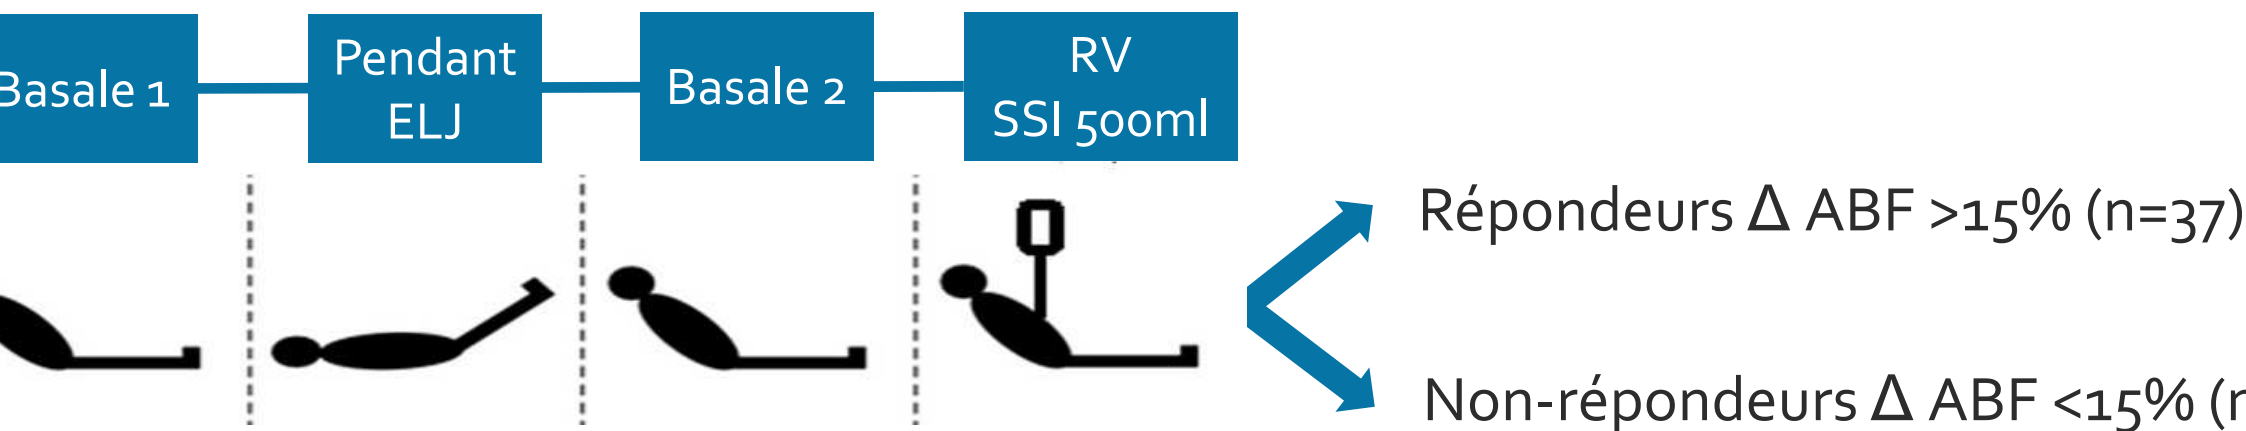 Basale 1
Pendant
ELJ
Basale 2
RV
SSI 500ml
Répondeurs Δ ABF >15% (n=37)
Non-répondeurs Δ ABF <15% (n